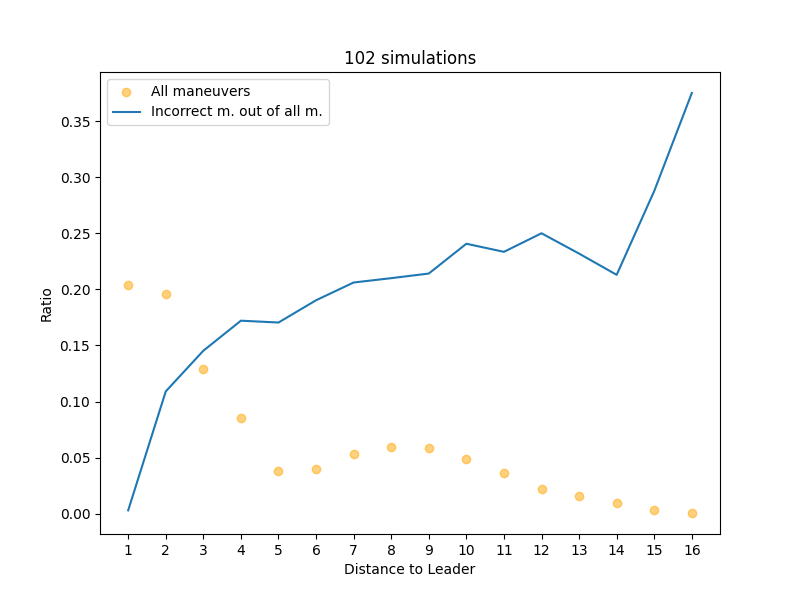 102 simulations
All maneuvers
Incorrect m. out of all m.
0.35
0.30
0.25
0.20
0.15
0.10
0.05
0.00
Ratio
1 2 3 4 5 6 7 8 9 10 11 12 13 14 15 16
Distance to Leader